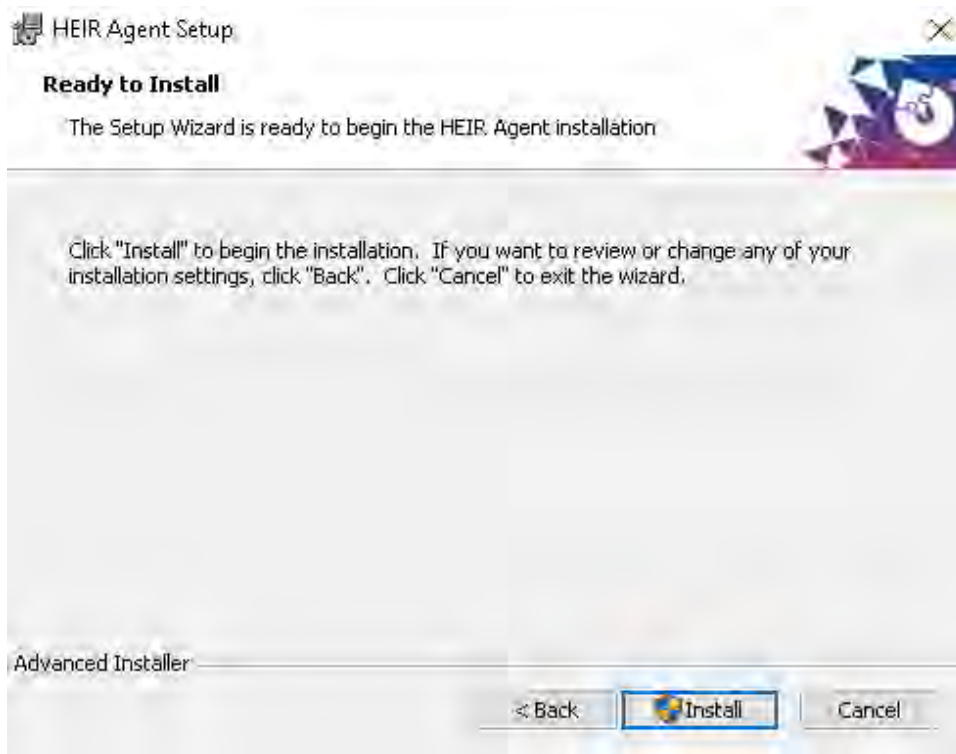 HEIR Agent Setup
Ready to Install
The Setup Wizard is ready to begin the HEIR Agent installation
Click "Install" to begin the installation. If you want to review or change any of your
installation settings, click "Back". Click "Cancel" to exit the wizard.
Advanced Installer
< Back
Install
Cancel